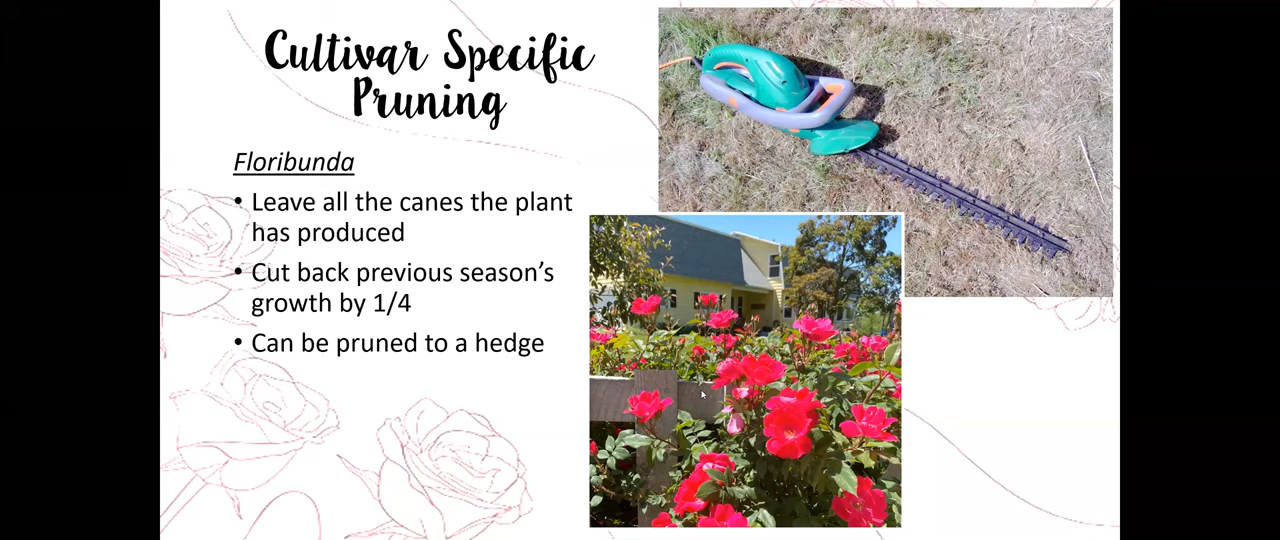 Cultivar Specific
Pruning
Floribunda
• Leave all the canes the plant
has produced
• Cut back previous season’s
growth by 1/4
• Can be pruned to a hedge